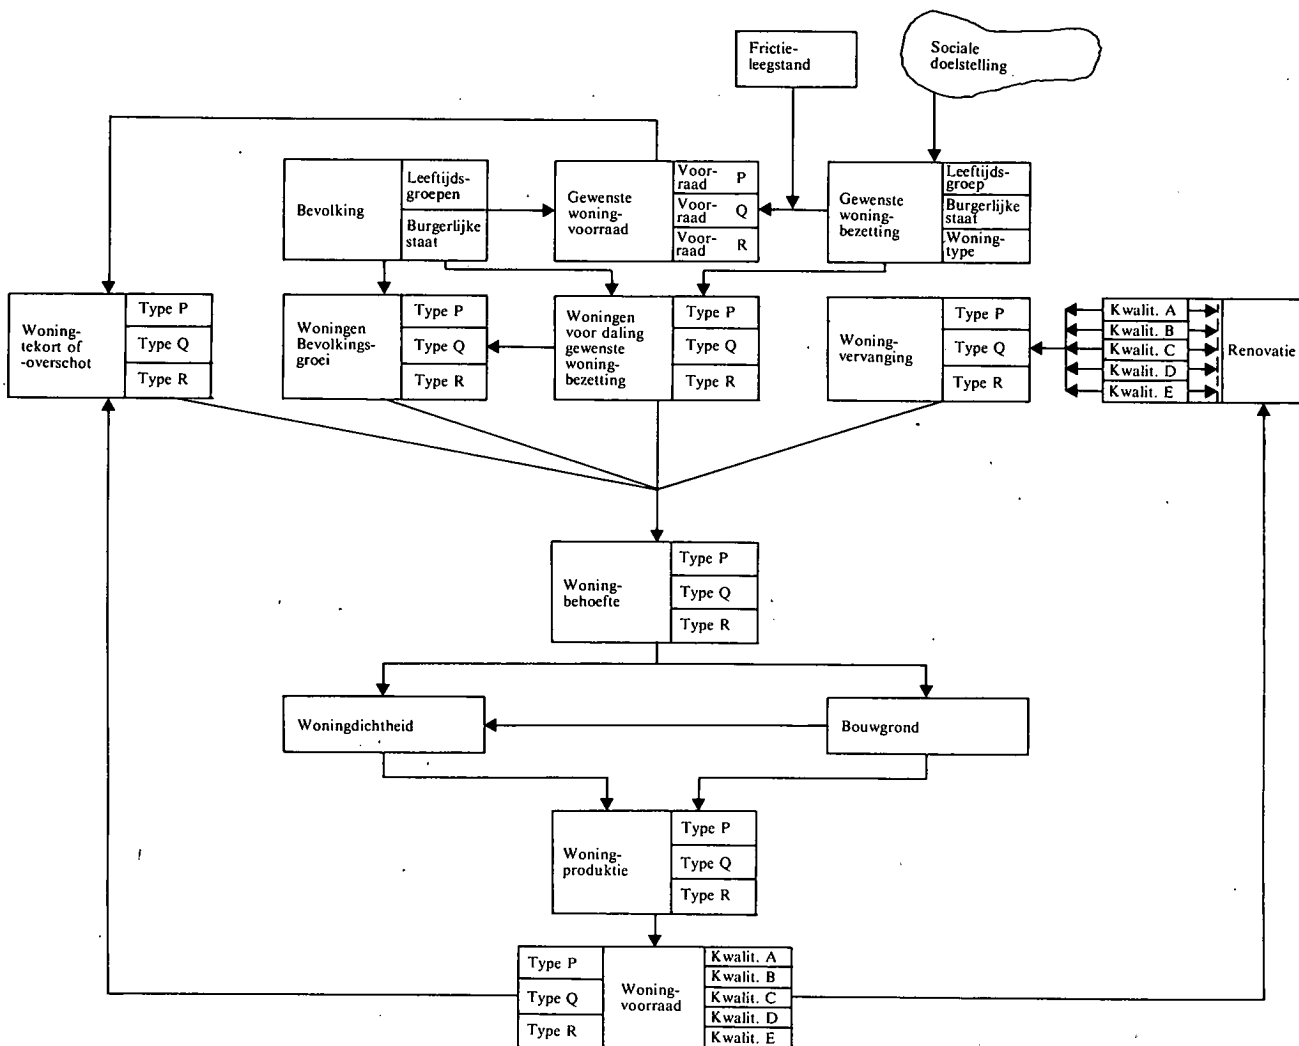 Frictie-
leegstand
Sociale
doelstelling
Bevolking
Leeftijds-
groepen
Burgerlijke
staat
Gewenste
woning-
voorraad
Voor-
raad P
Voor-
raad Q
Voor-
raad R
Gewenste
woning-
bezetting
Leeftijds-
groep
Burgerlijke
staat
Woning-
type
Woning-
tekort of
-overschot
Type P
Type Q
Type R
Woningen
Bevolkings-
groei
Type P
Type Q
Type R
Woningen
voor daling
gewenste
woning-
bezetting
Type P
Type Q
Type R
Woning-
vervanging
Type P
Type Q
Type R
Kwalit. A
Kwalit. B
Kwalit. C
Kwalit. D
Kwalit. E
Renovatie
Woning-
behoefte
Type P
Type Q
Type R
Woningdichtheid
Bouwgrond
Woning-
produktie
Type P
Type Q
Type R
Type P
Type Q
Type R
Woning-
voorraad
Kwalit. A
Kwalit. B
Kwalit. C
Kwalit. D
Kwalit. E